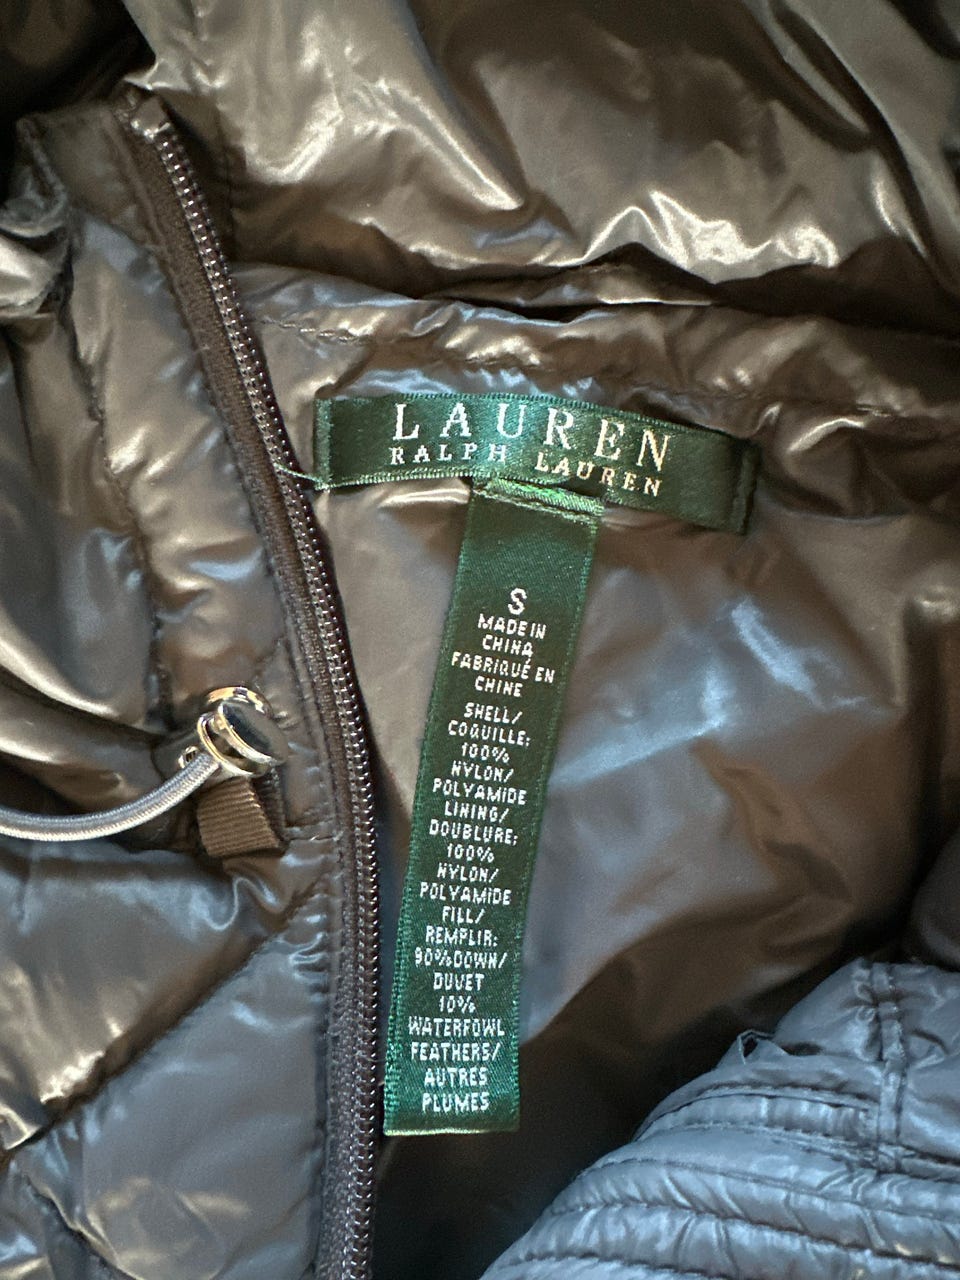 LAUREN
RALPH LAUREN
S
MADE IN
CHINA
FABRIQUÉ EN
CHINE
SHELL/
COQUILLE:
100%
NYLON/
POLYAMIDE
LINING/
DOUBLURE:
100%
NYLON/
POLYAMIDE
FILL/
REMPLIR:
90%DOWN/
DUVET
10%
WATERFOWL
FEATHERS/
AUTRES
PLUMES